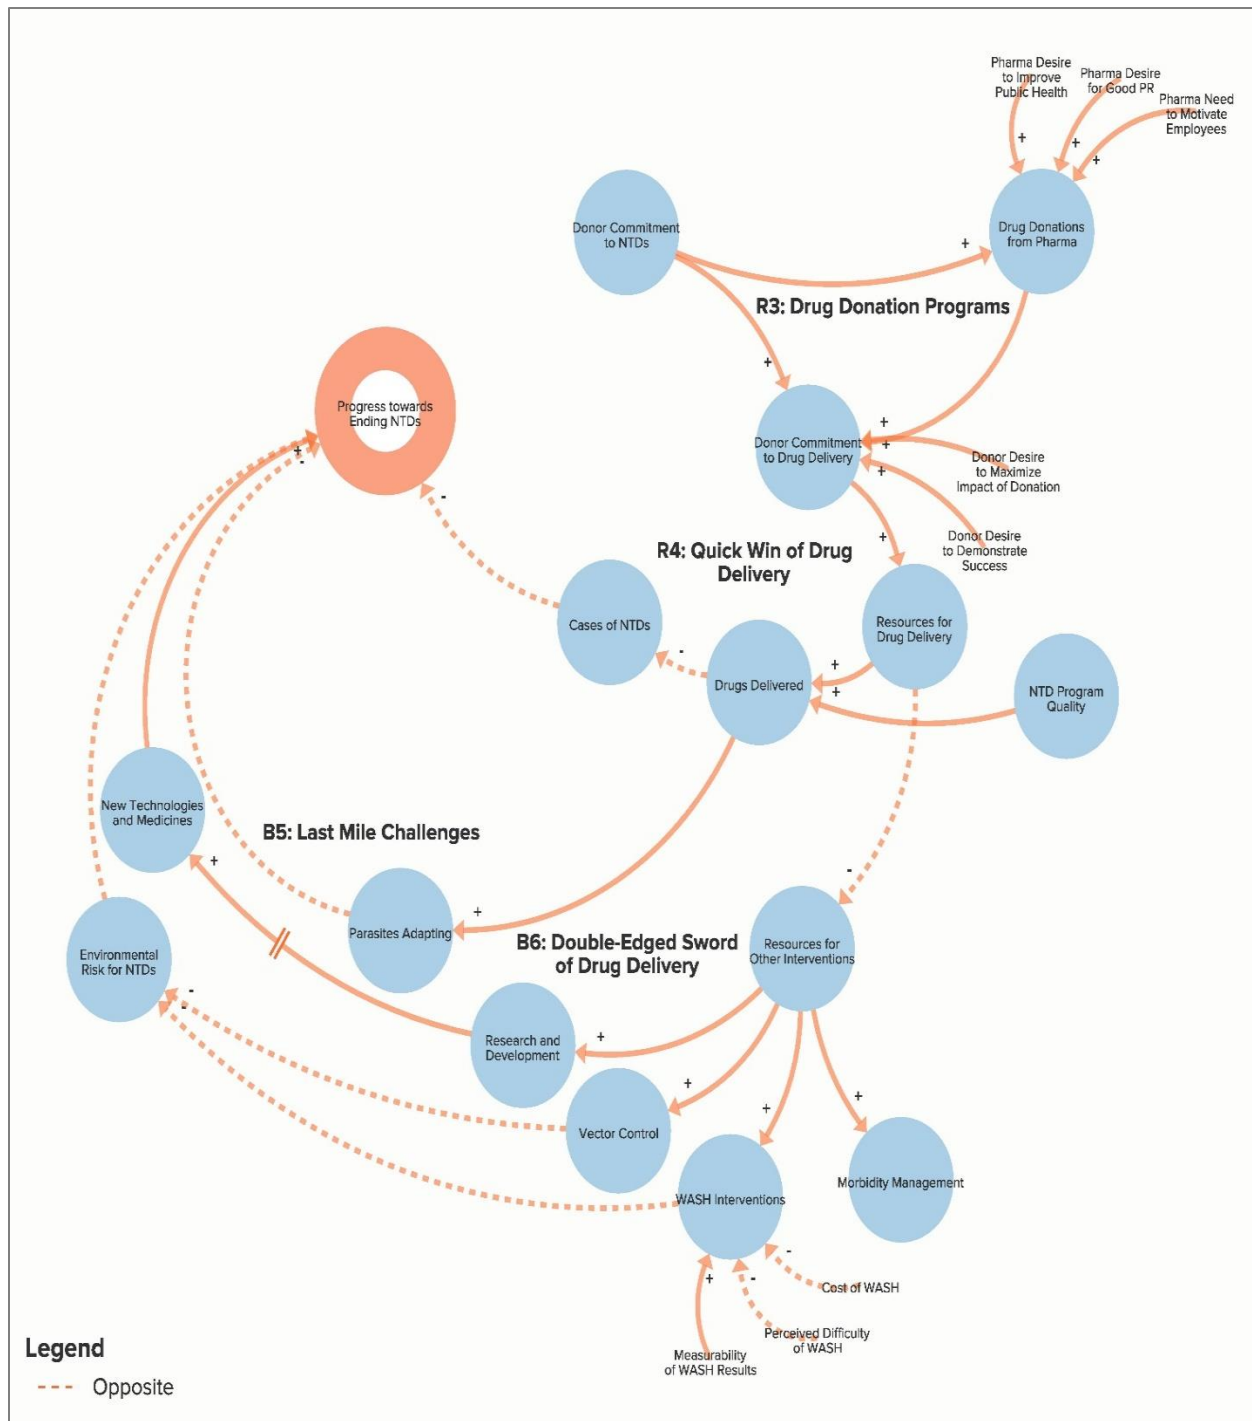 Pharma Desire
to Improve
Public Health
Pharma Desire
for Good PR
Pharma Need
to Motivate
Employees
+
+
+
Donor Commitment
to NTDs
Drug Donations
from Pharma
+
R3: Drug Donation Programs
+
Progress towards
Ending NTDs
+
-
+
+
+
Donor Commitment
to Drug Delivery
Donor Desire
to Maximize
Impact of Donation
-
Donor Desire
to Demonstrate
Success
+
R4: Quick Win of Drug
Delivery
Cases of NTDs
-
Resources for
Drug Delivery
Drugs Delivered
+
+
NTD Program
Quality
New Technologies
and Medicines
B5: Last Mile Challenges
+
-
Parasites Adapting
+
B6: Double-Edged Sword
of Drug Delivery
Resources for
Other Interventions
Environmental
Risk for NTDs
-
-
Research and
Development
+
+
+
+
Vector Control
WASH Interventions
Morbidity Management
+
-
-
Cost of WASH
Perceived Difficulty
of WASH
Measurability
of WASH Results
Legend
Opposite